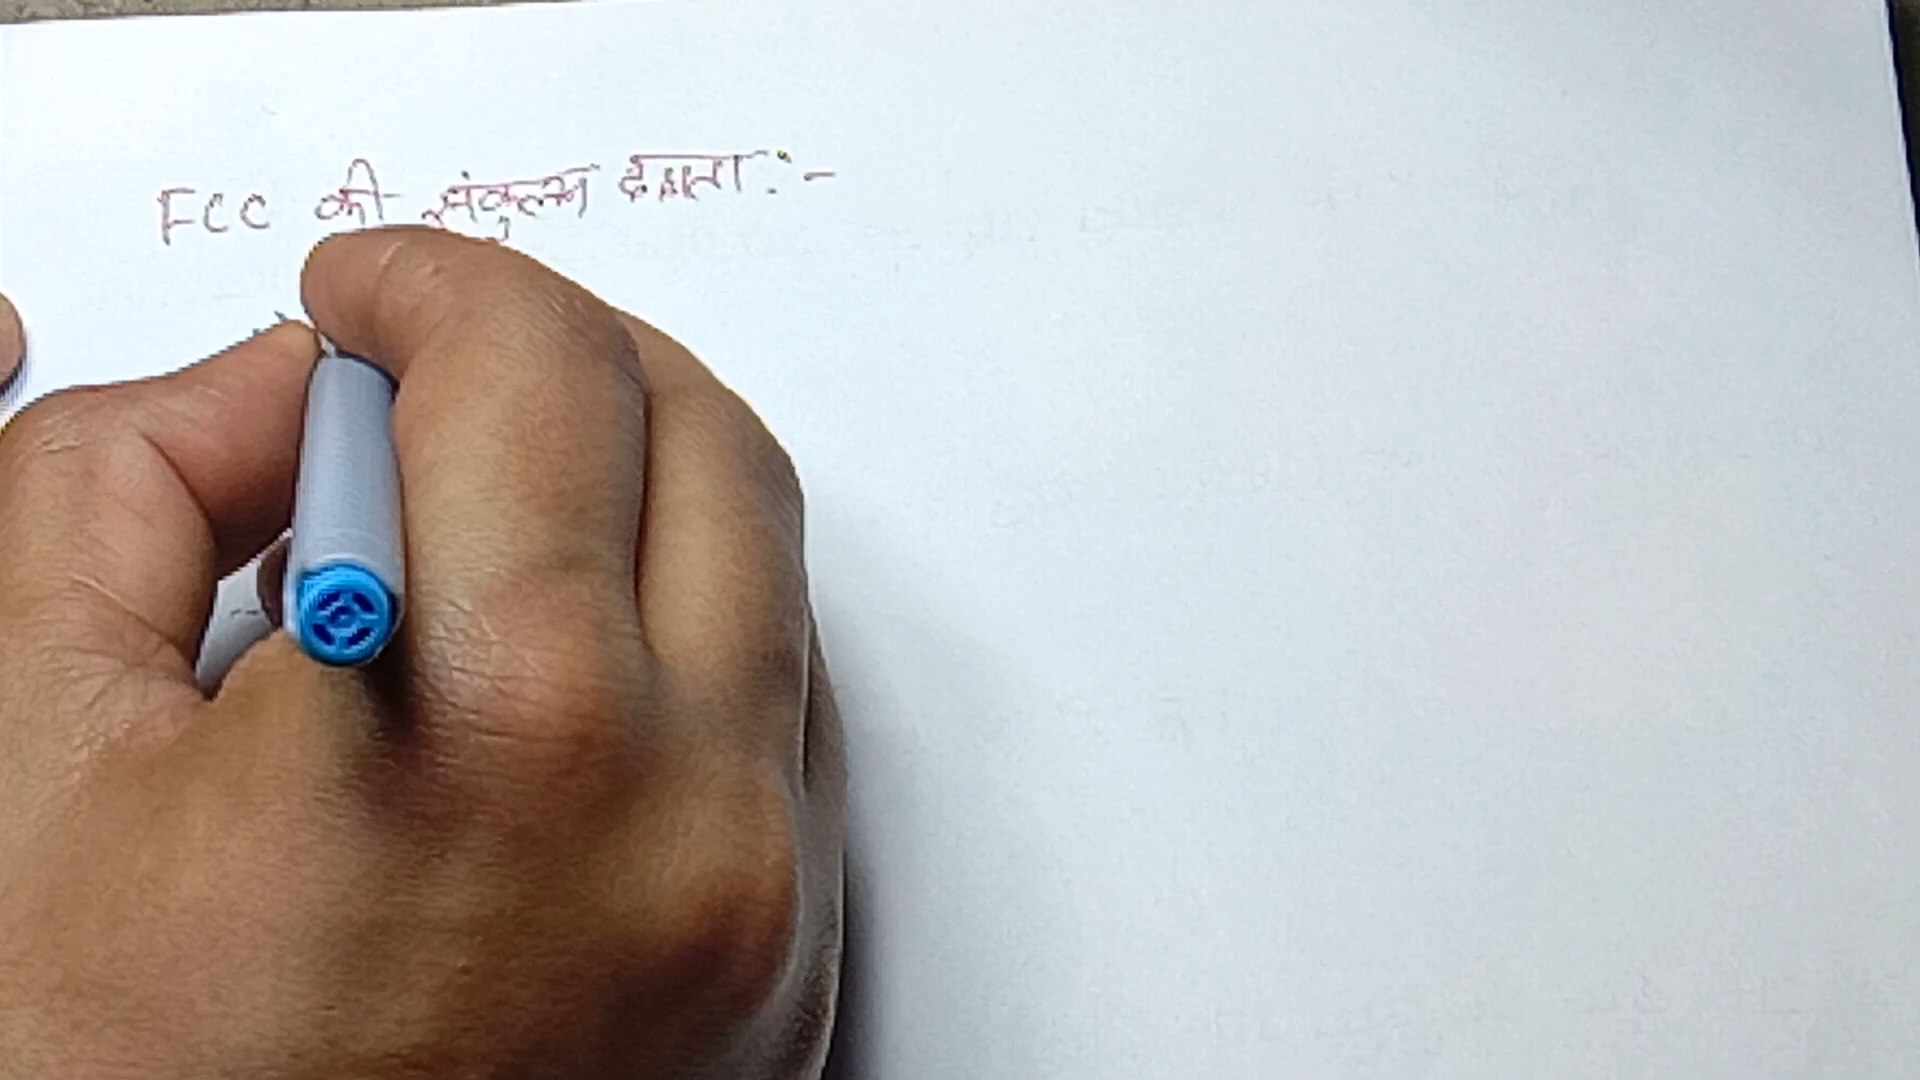 FCC की संकुलन दक्षता :-